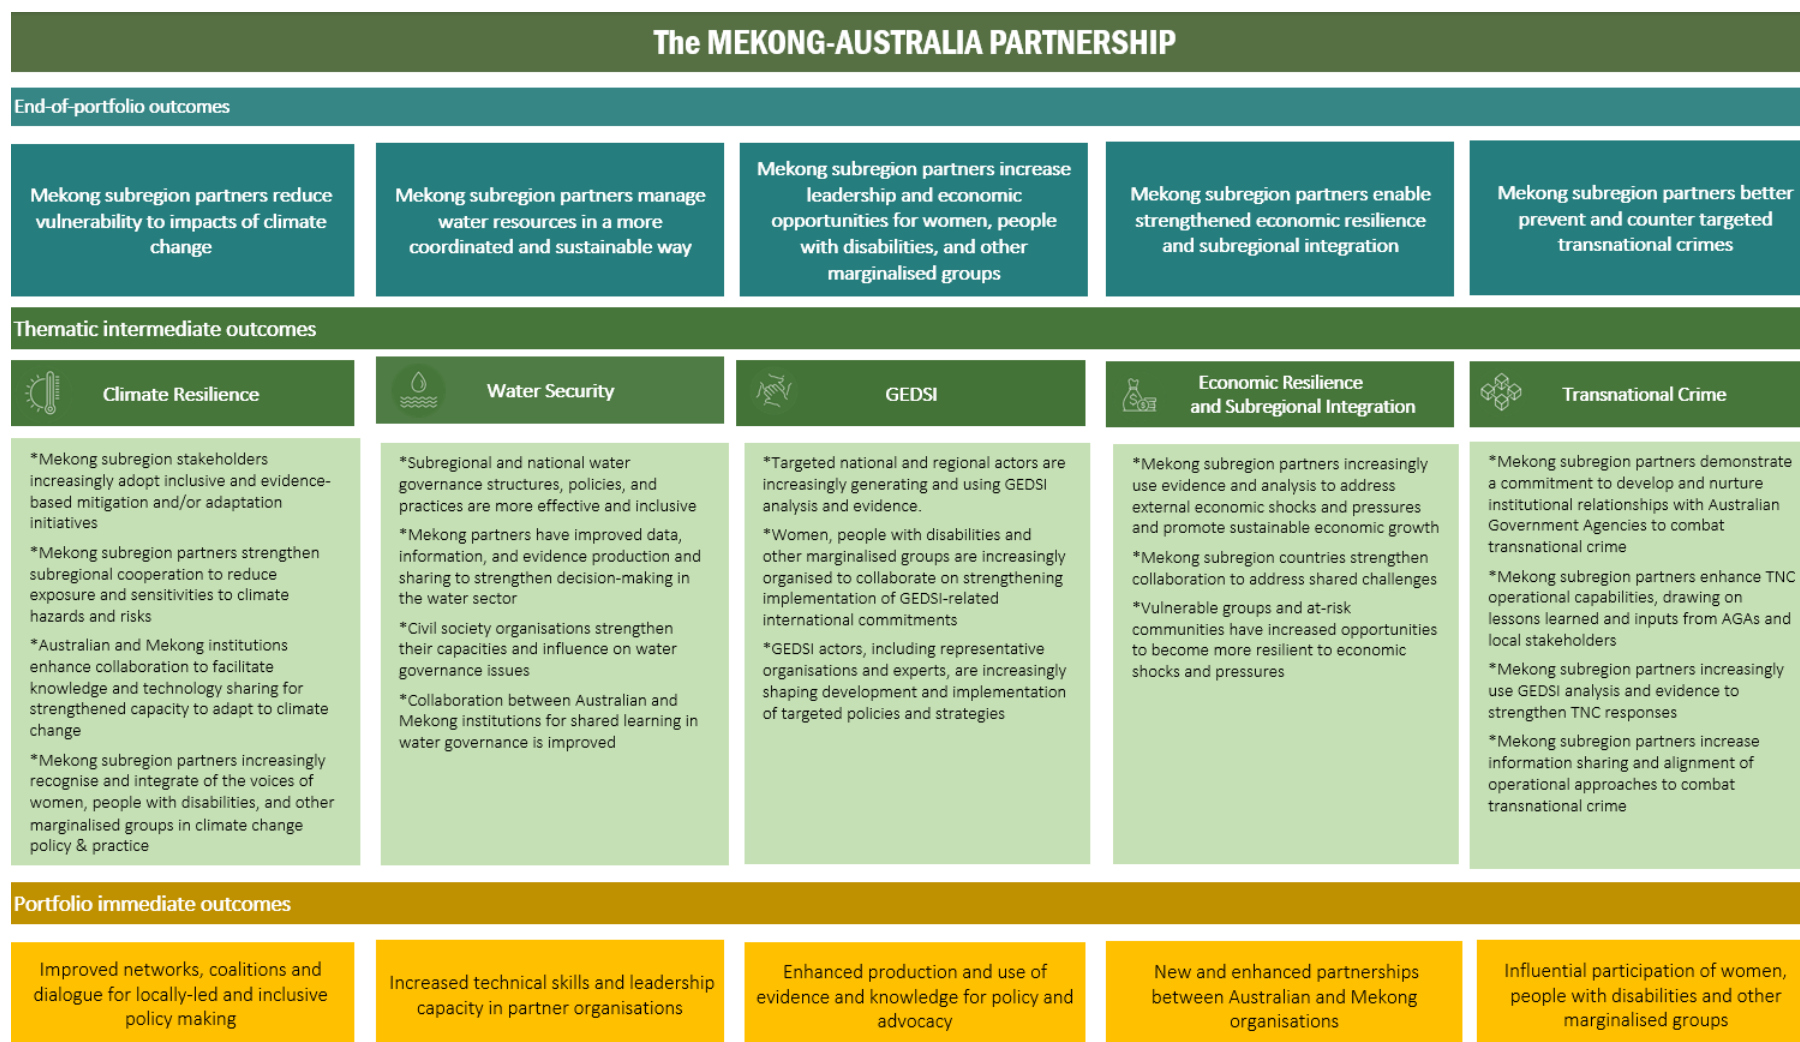 The MEKONG-AUSTRALIA PARTNERSHIP
End-of-portfolio outcomes
Mekong subregion partners reduce
vulnerability to impacts of climate
change
Mekong subregion partners manage
water resources in a more
coordinated and sustainable way
Mekong subregion partners increase
leadership and economic
opportunities for women, people
with disabilities, and other
marginalised groups
Mekong subregion partners enable
strengthened economic resilience
and subregional integration
Mekong subregion partners better
prevent and counter targeted
transnational crimes
Thematic intermediate outcomes
Climate Resilience
*Mekong subregion stakeholders
increasingly adopt inclusive and evidence-
based mitigation and/or adaptation
initiatives
*Mekong subregion partners strengthen
subregional cooperation to reduce
exposure and sensitivities to climate
hazards and risks
*Australian and Mekong institutions
enhance collaboration to facilitate
knowledge and technology sharing for
strengthened capacity to adapt to climate
change
*Mekong subregion partners increasingly
recognise and integrate of the voices of
women, people with disabilities, and other
marginalised groups in climate change
policy & practice
Water Security
*Subregional and national water
governance structures, policies, and
practices are more effective and inclusive
*Mekong partners have improved data,
information, and evidence production and
sharing to strengthen decision-making in
the water sector
*Civil society organisations strengthen
their capacities and influence on water
governance issues
*Collaboration between Australian and
Mekong institutions for shared learning in
water governance is improved
GEDSI
*Targeted national and regional actors are
increasingly generating and using GEDSI
analysis and evidence.
*Women, people with disabilities and
other marginalised groups are increasingly
organised to collaborate on strengthening
implementation of GEDSI-related
international commitments
*GEDSI actors, including representative
organisations and experts, are increasingly
shaping development and implementation
of targeted policies and strategies
Economic Resilience
and Subregional Integration
*Mekong subregion partners increasingly
use evidence and analysis to address
external economic shocks and pressures
and promote sustainable economic growth
*Mekong subregion countries strengthen
collaboration to address shared challenges
*Vulnerable groups and at-risk
communities have increased opportunities
to become more resilient to economic
shocks and pressures
Transnational Crime
*Mekong subregion partners demonstrate
a commitment to develop and nurture
institutional relationships with Australian
Government Agencies to combat
transnational crime
*Mekong subregion partners enhance TNC
operational capabilities, drawing on
lessons learned and inputs from AGAs and
local stakeholders
*Mekong subregion partners increasingly
use GEDSI analysis and evidence to
strengthen TNC responses
*Mekong subregion partners increase
information sharing and alignment of
operational approaches to combat
transnational crime
Portfolio immediate outcomes
Improved networks, coalitions and
dialogue for locally-led and inclusive
policy making
Increased technical skills and leadership
capacity in partner organisations
Enhanced production and use of
evidence and knowledge for policy and
advocacy
New and enhanced partnerships
between Australian and Mekong
organisations
Influential participation of women,
people with disabilities and other
marginalised groups